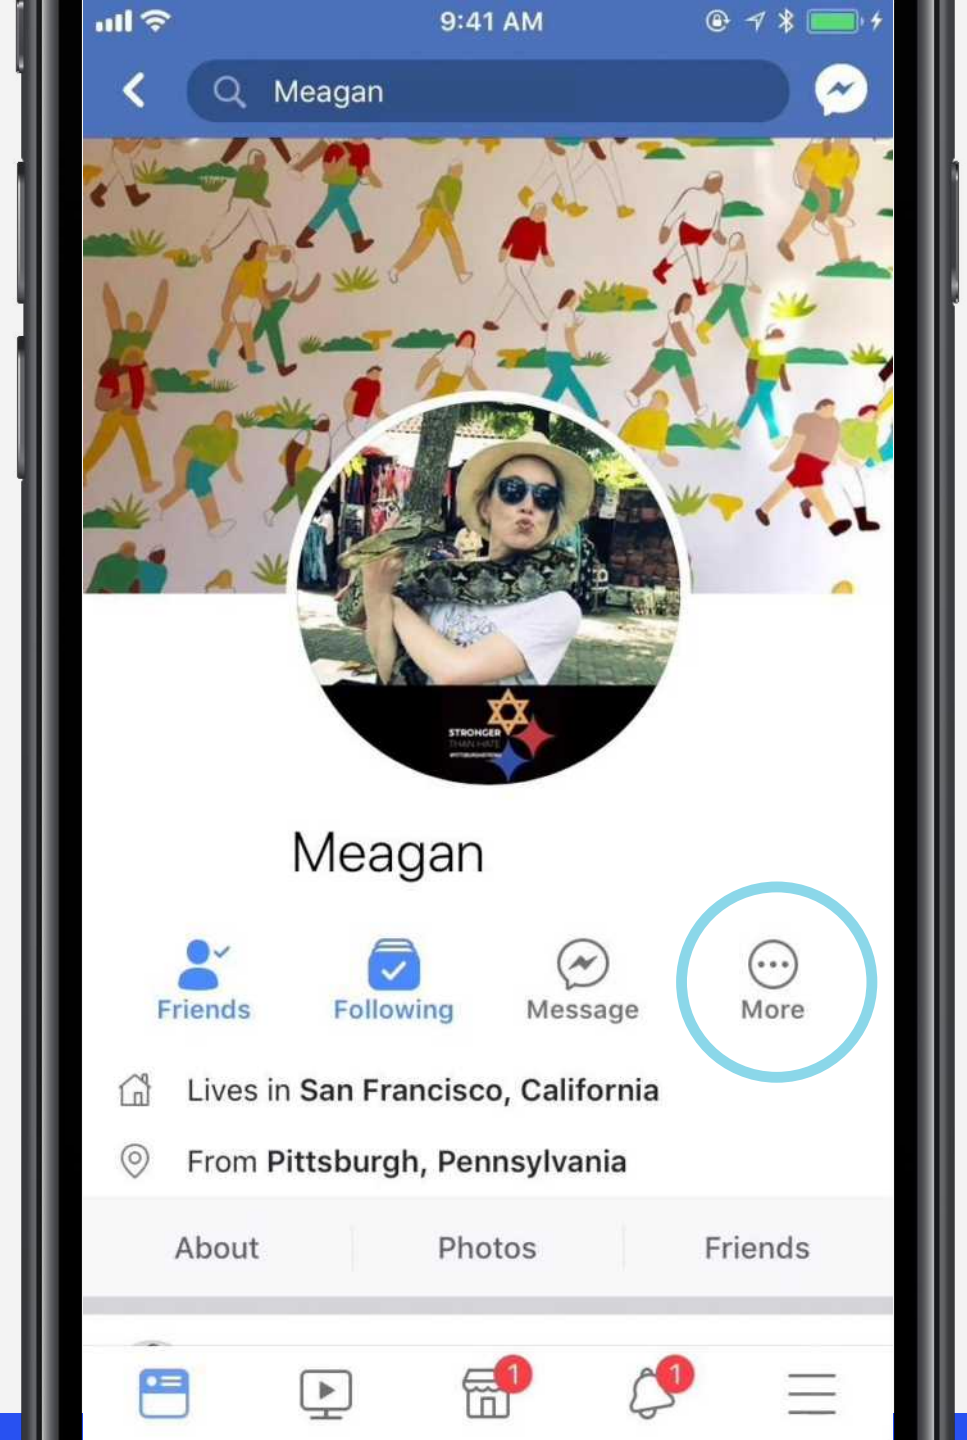 9:41 AM
Meagan
STRONGER
THAN HATE
Meagan
Friends
Following
Message
More
Lives in San Francisco, California
From Pittsburgh, Pennsylvania
About
Photos
Friends
1
1